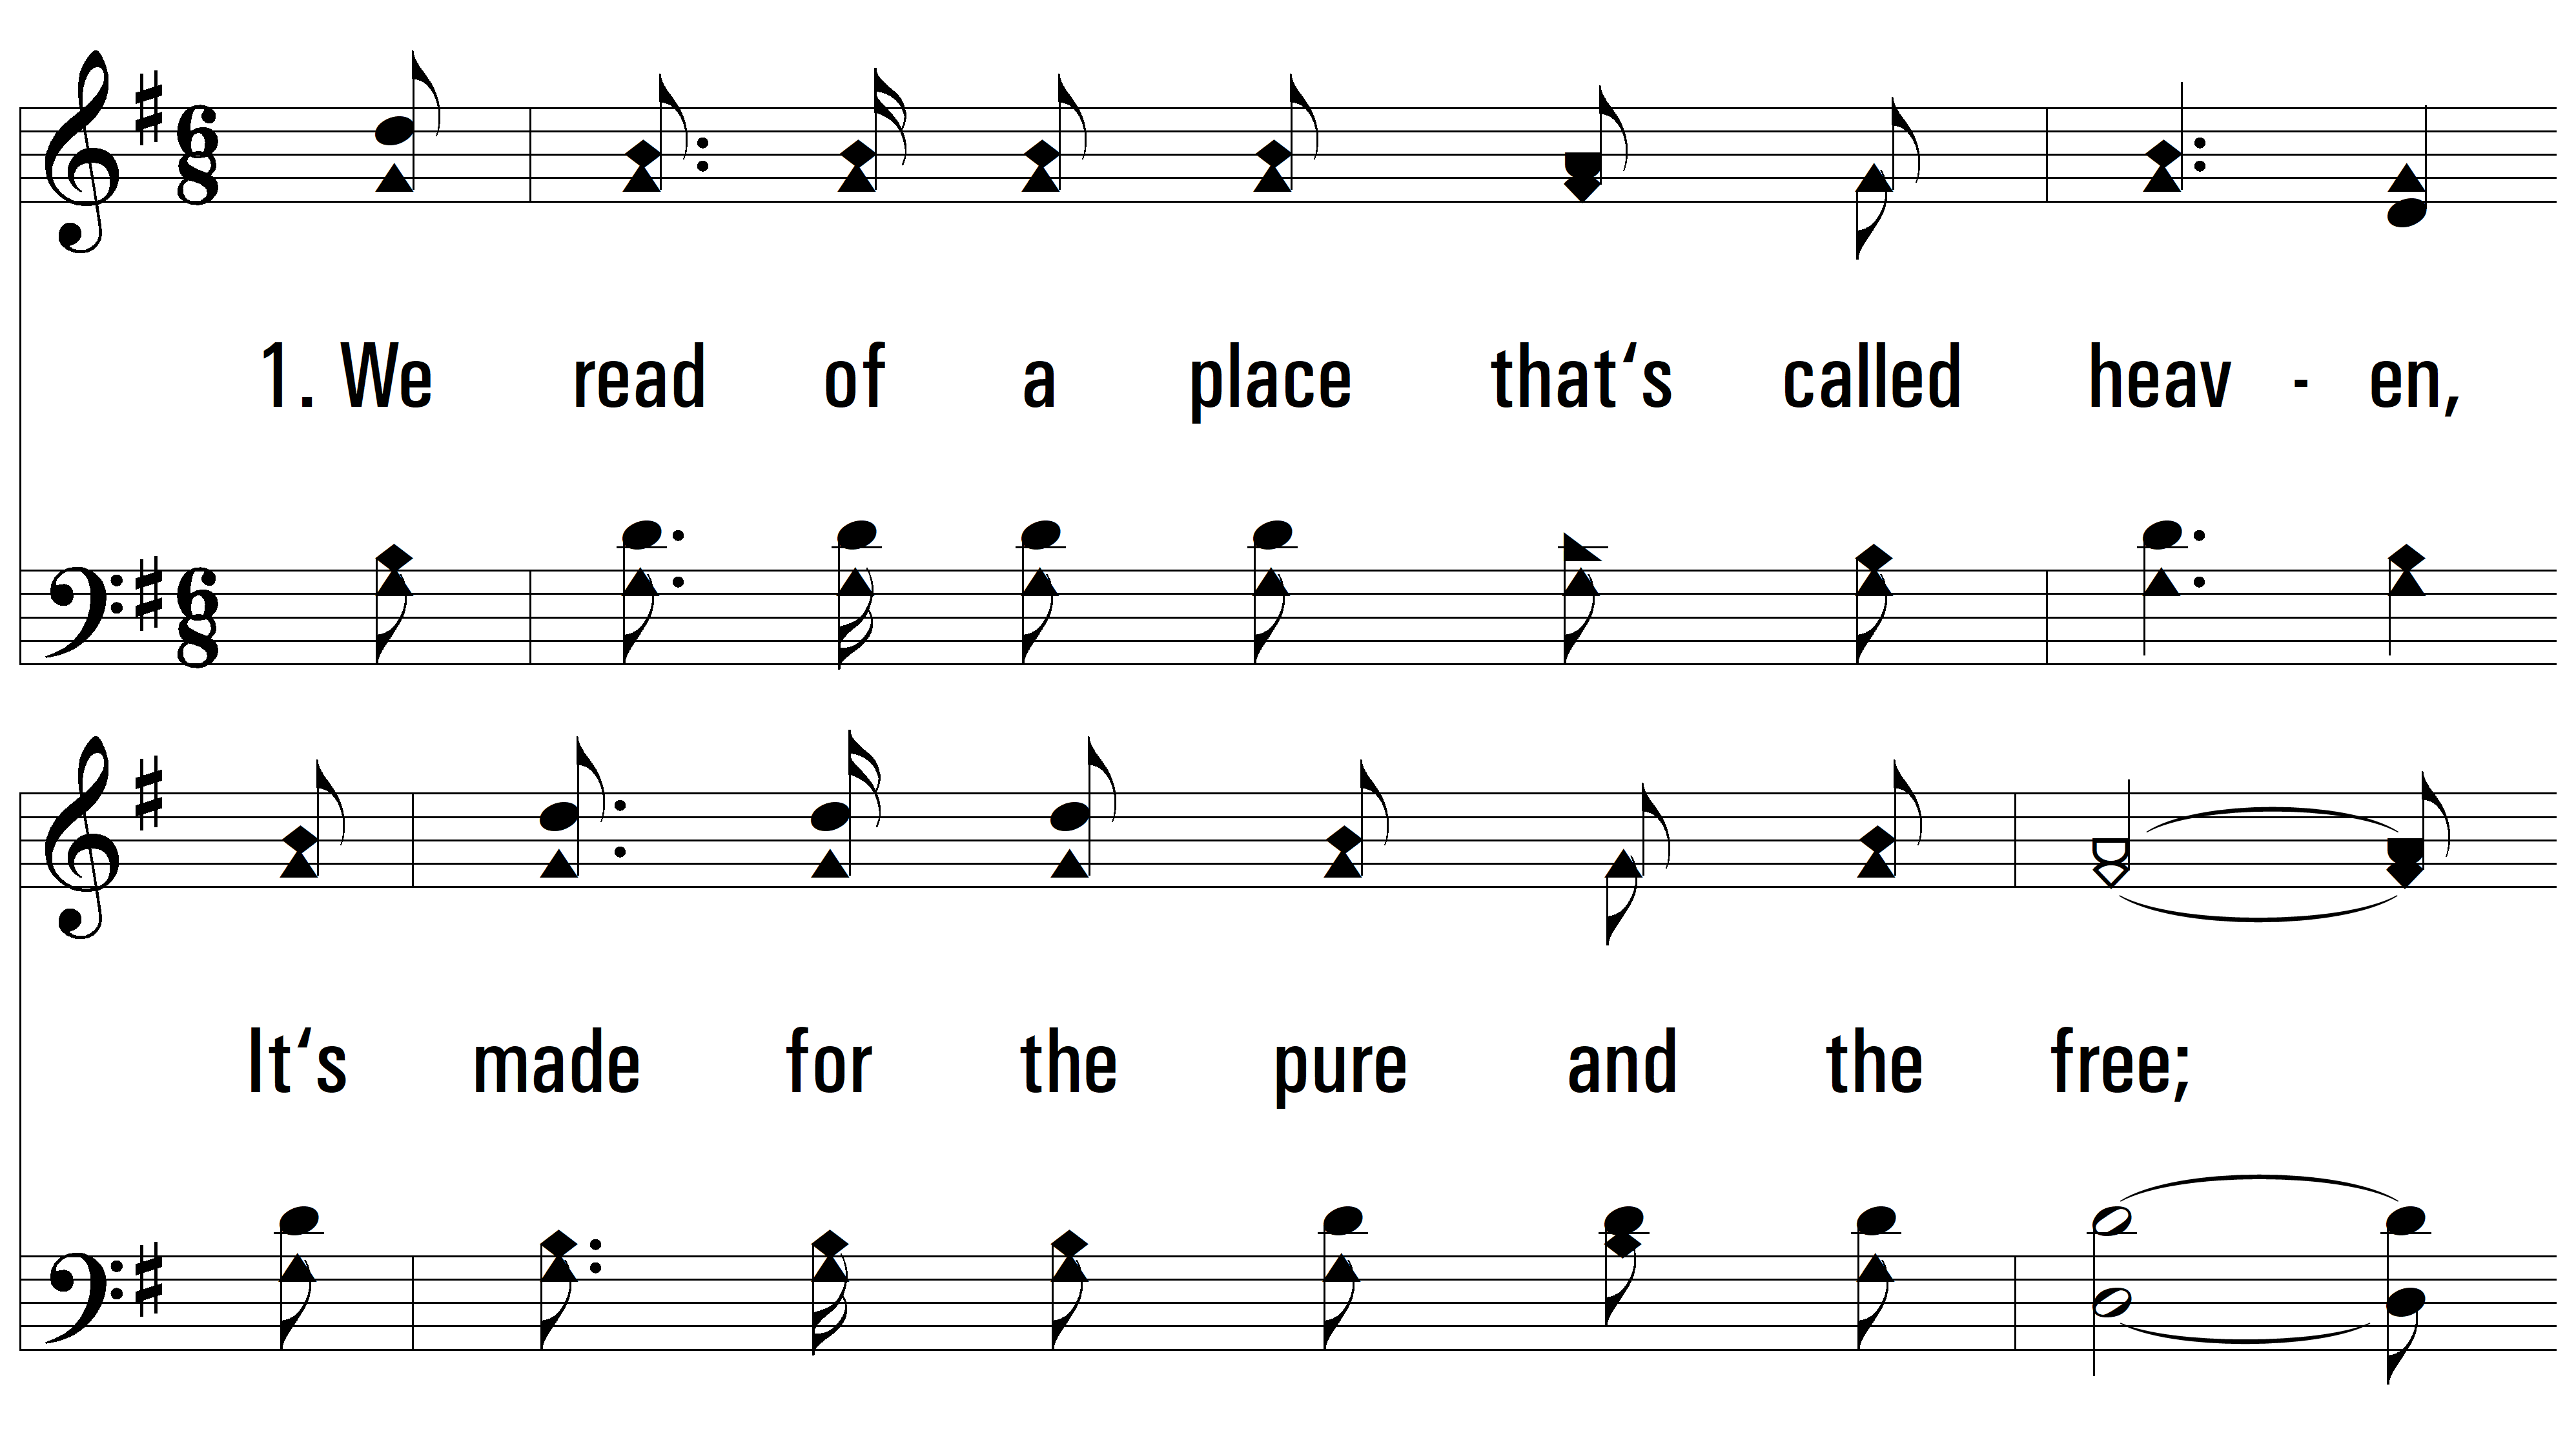 1. We read of a place that‘s called heav - en,
It‘s made for the pure and the free;